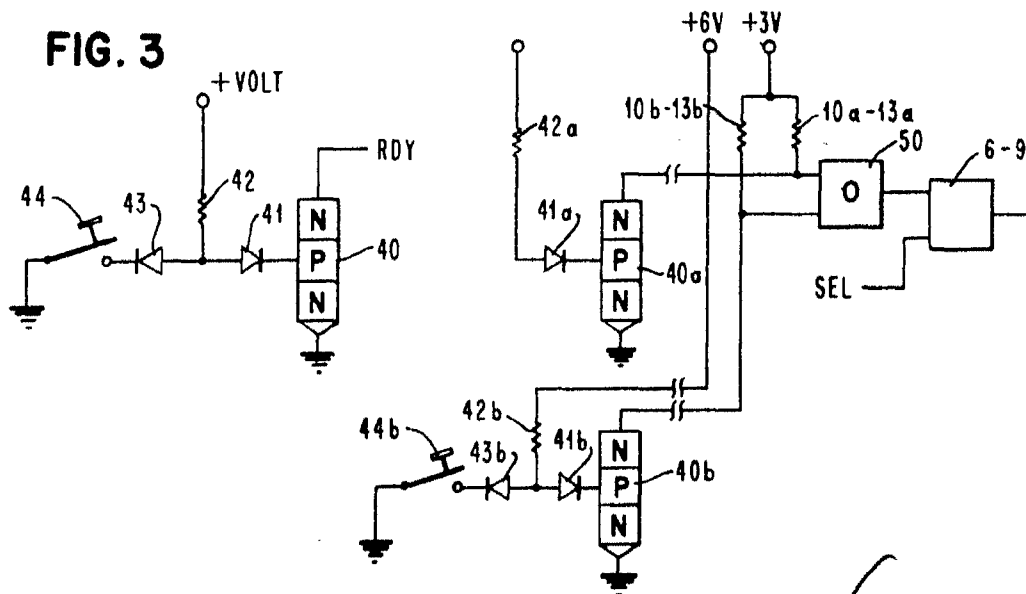 FIG. 3
+VOLT
RDY
44
43
42
41
N
P
N
40
42a
41a
N
P
N
40a
+6V
+3V
10b-13b
10a-13a
50
O
6-9
SEL
44b
43b
42b
41b
N
P
N
40b